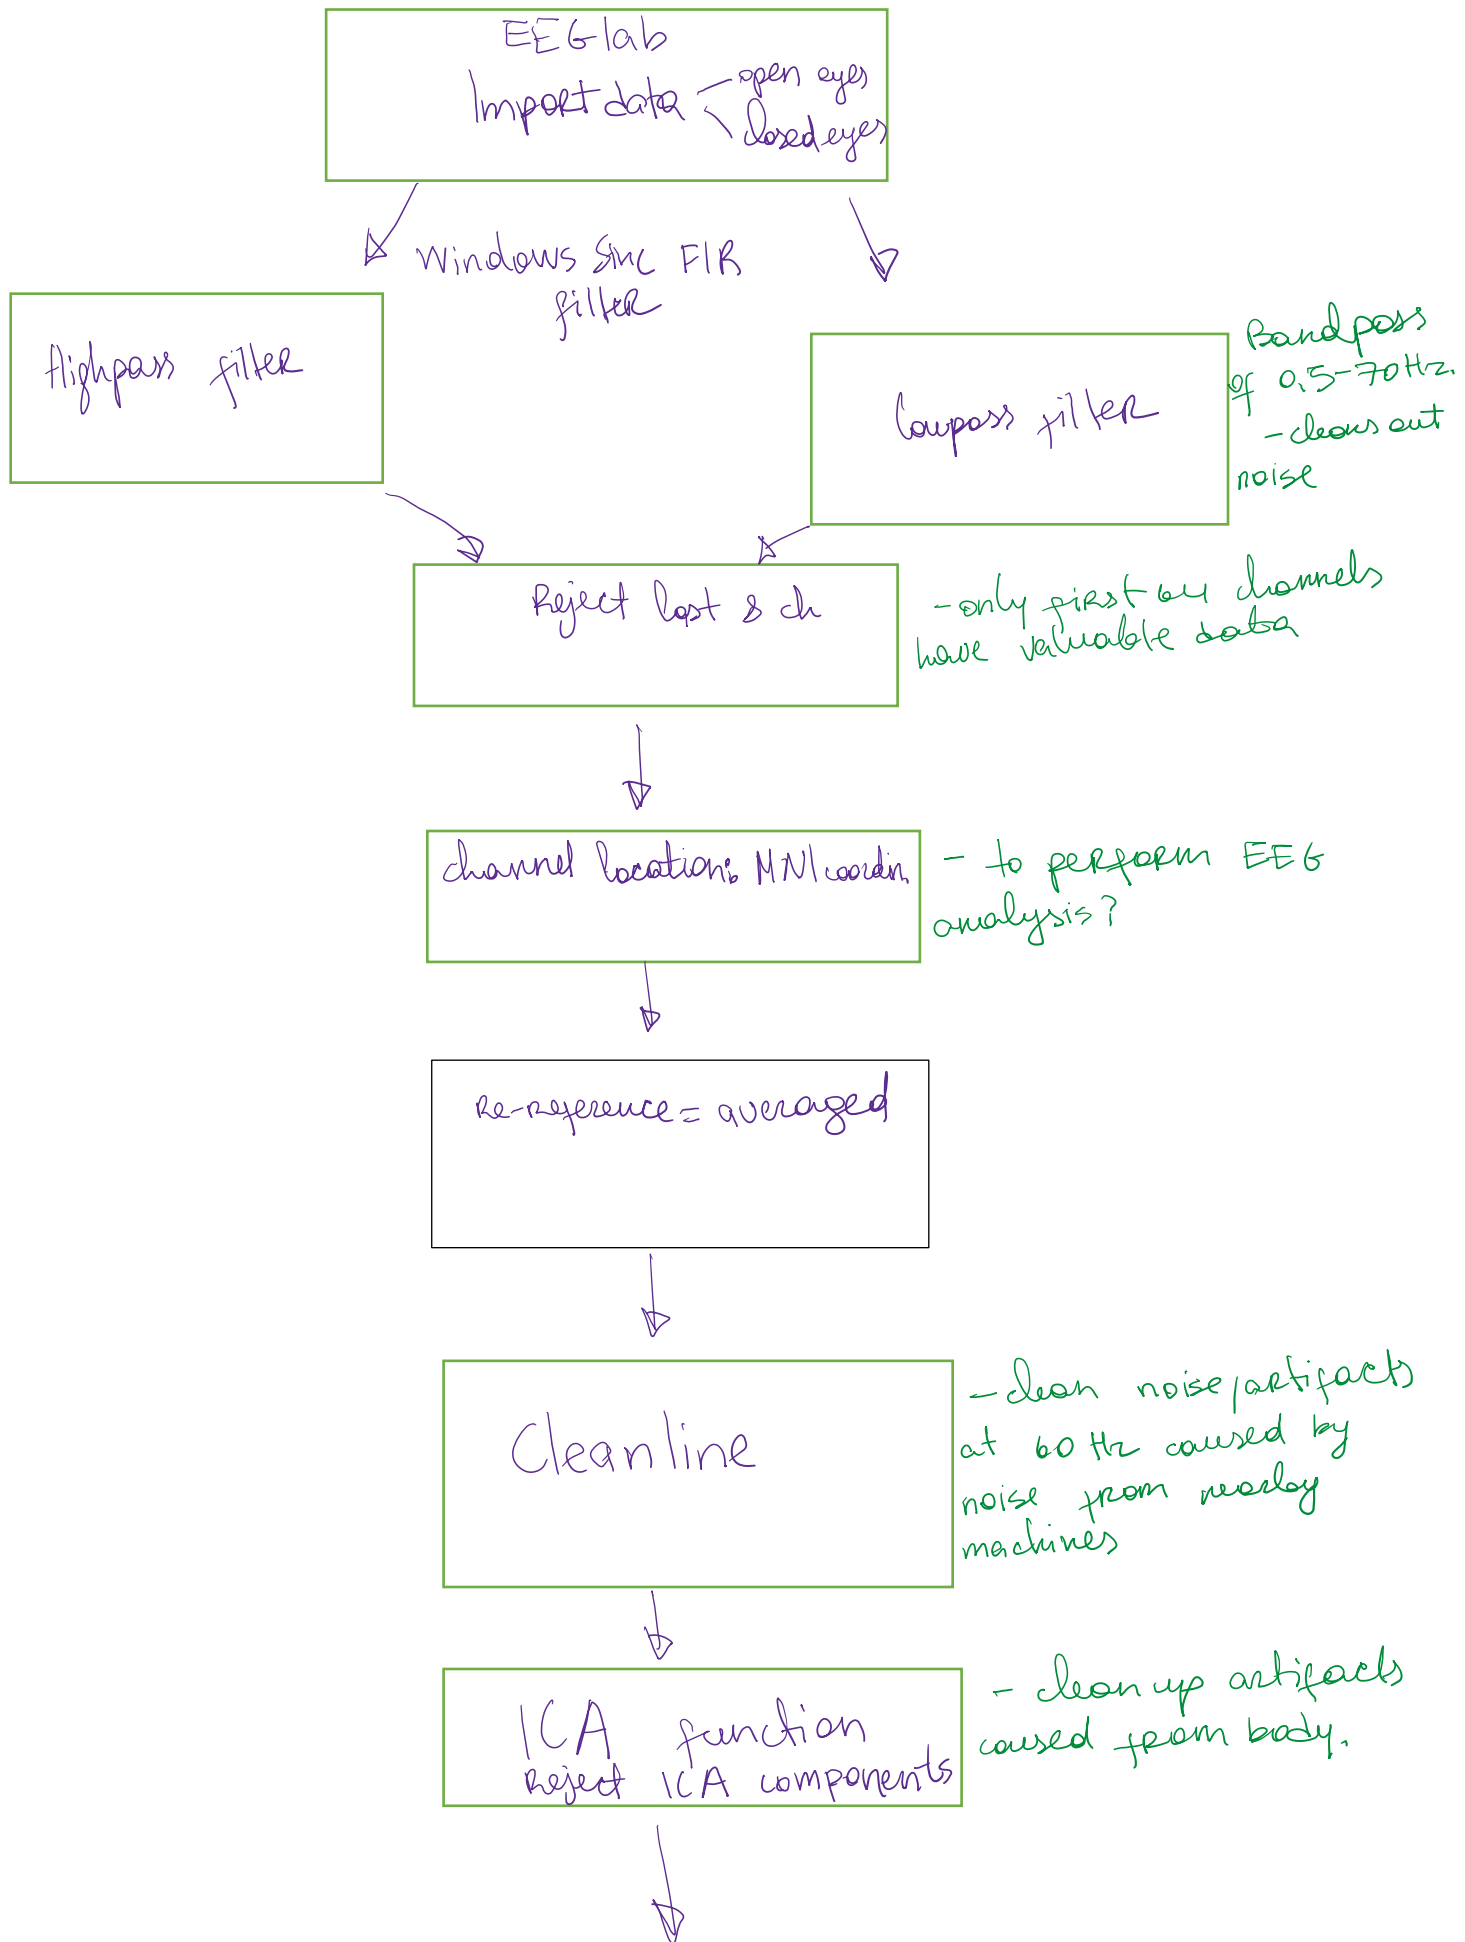 EEGlab
Import data
open eyes
closed eyes
Windows Sinc FIR
filter
Highpass filter
lowpass filter
Bandpass
of 0.5-70Hz.
- cleans out
noise
Reject last 8 ch
- only first 64 channels
have valuable data
channel location: MNI coordin
- to perform EEG
analysis?
Re-reference = averaged
Cleanline
- clean noise/artifacts
at 60 Hz caused by
noise from nearby
machines
ICA function
Reject ICA components
- clean up artifacts
caused from body.